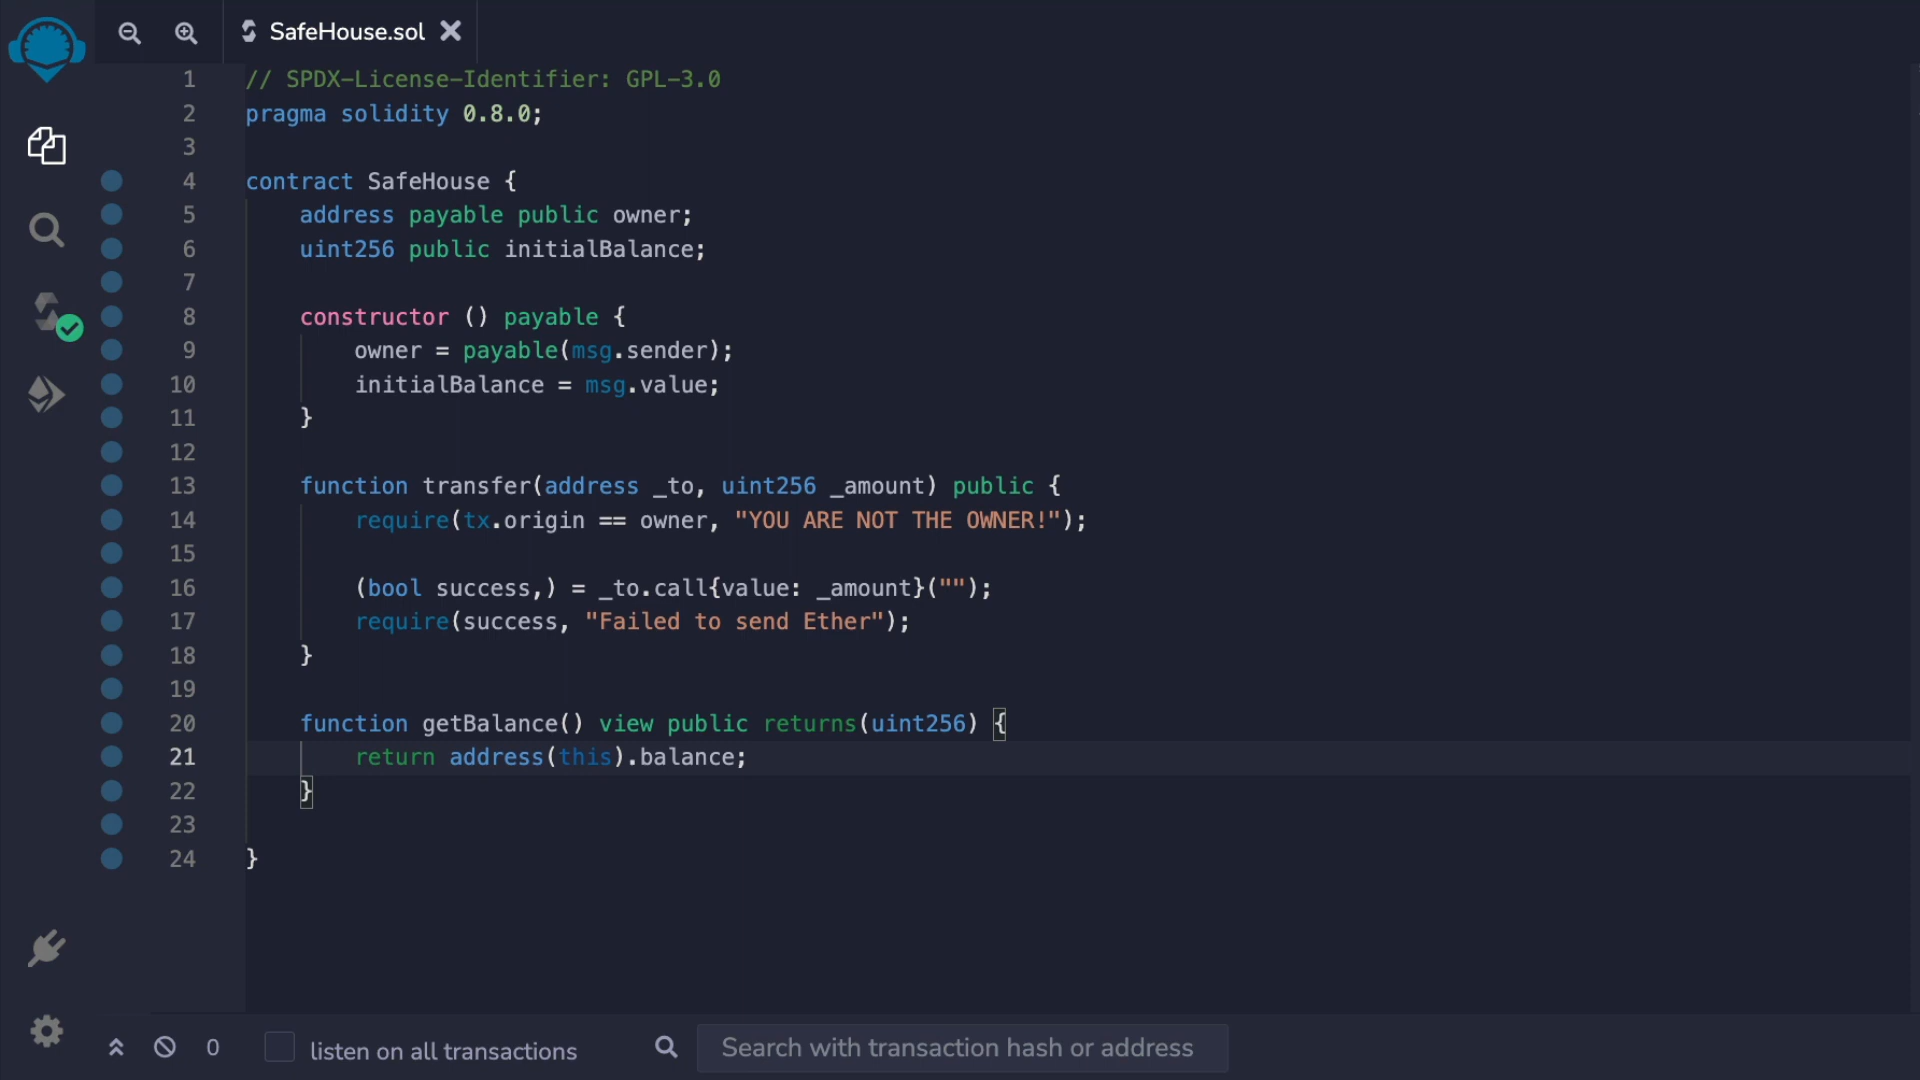 SafeHouse.sol
1 // SPDX-License-Identifier: GPL-3.0
2 pragma solidity 0.8.0;
3
4 contract SafeHouse {
5     address payable public owner;
6     uint256 public initialBalance;
7
8     constructor () payable {
9         owner = payable(msg.sender);
10         initialBalance = msg.value;
11     }
12
13     function transfer(address _to, uint256 _amount) public {
14         require(tx.origin == owner, "YOU ARE NOT THE OWNER!");
15
16         (bool success,) = _to.call{value: _amount}("");
17         require(success, "Failed to send Ether");
18     }
19
20     function getBalance() view public returns(uint256) {
21         return address(this).balance;
22     }
23
24 }
0 listen on all transactions Search with transaction hash or address